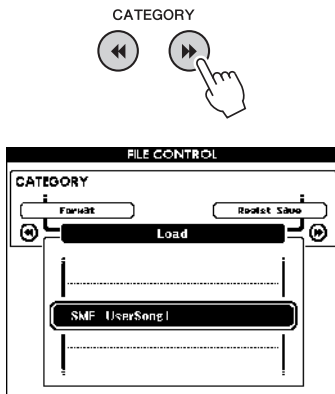 CATEGORY
FILE CONTROL
CATEGORY
Format
Regist Save
Load
SMF UserSong1